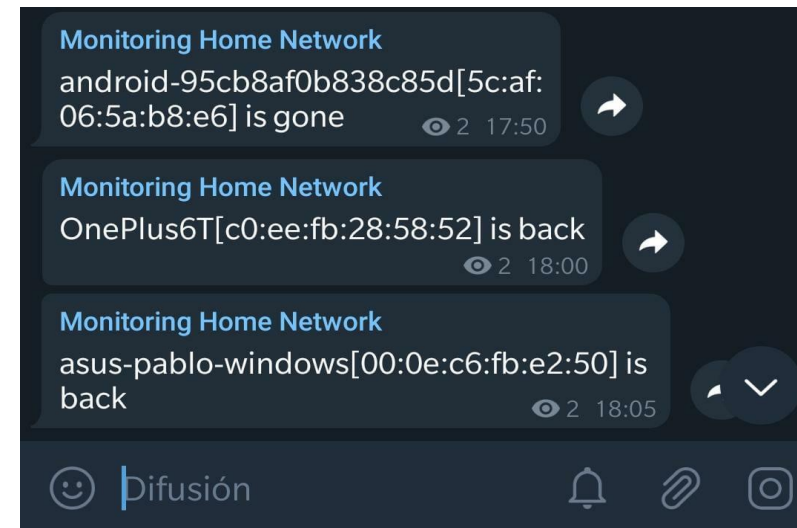 Monitoring Home Network
android-95cb8af0b838c85d[5c:af:
06:5a:b8:e6] is gone
2 17:50
Monitoring Home Network
OnePlus6T[c0:ee:fb:28:58:52] is back
2 18:00
Monitoring Home Network
asus-pablo-windows[00:0e:c6:fb:e2:50] is
back
2 18:05
Difusión